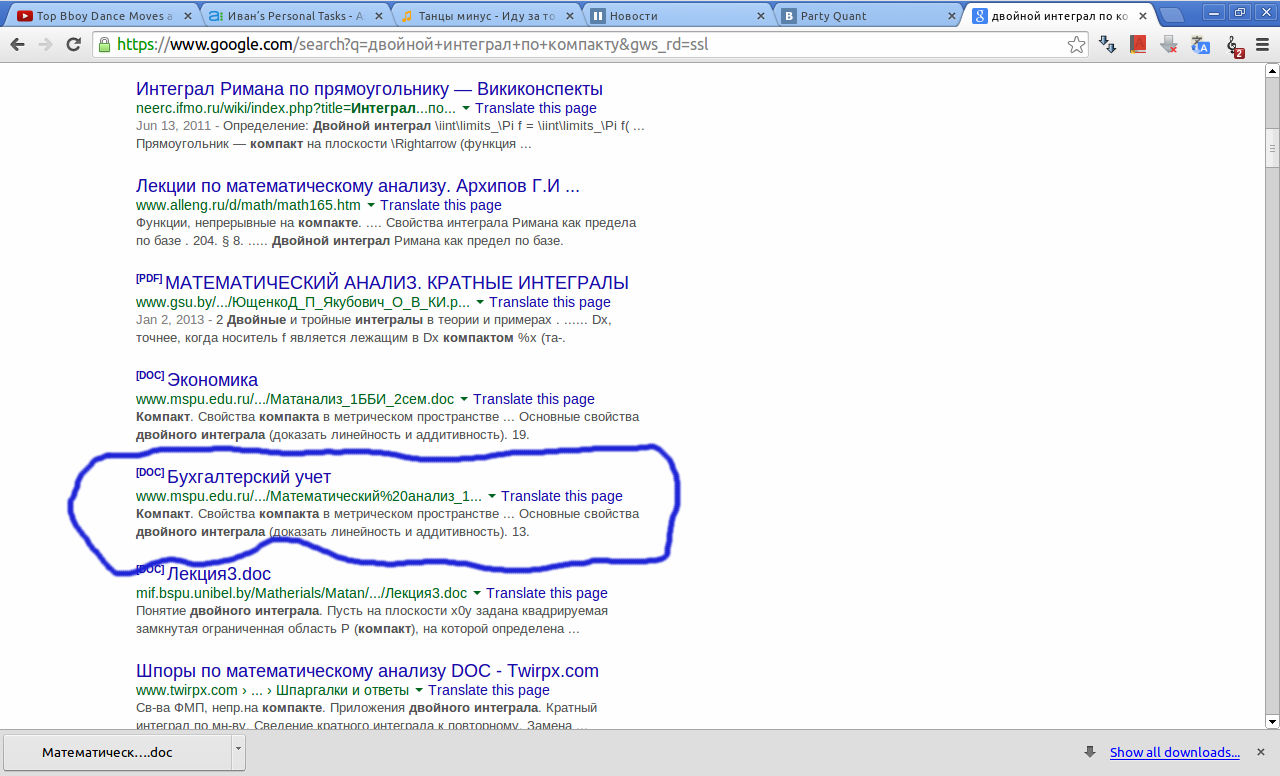 Top Bboy Dance Moves a
Иван's Personal Tasks - A
Танцы минус - Иду за то
Новости
Party Quant
двойной интеграл по ко
https://www.google.com/search?q=двойной+интеграл+по+компакту&gws_rd=ssl
2
Интеграл Римана по прямоугольнику — Викиконспекты
neerc.ifmo.ru/wiki/index.php?title=Интеграл...по... Translate this page
Jun 13, 2011 - Определение: Двойной интеграл \iint\limits_\Pi f = \iint\limits_\Pi f( ...
Прямоугольник — компакт на плоскости \Rightarrow (функция ...
Лекции по математическому анализу. Архипов Г.И ...
www.alleng.ru/d/math/math165.htm Translate this page
Функции, непрерывные на компакте. .... Свойства интеграла Римана как предела
по базе . 204. § 8. ..... Двойной интеграл Римана как предел по базе.
[PDF] МАТЕМАТИЧЕСКИЙ АНАЛИЗ. КРАТНЫЕ ИНТЕГРАЛЫ
www.gsu.by/.../ЮщенкоД_П_Якубович_О_В_КИ.p... Translate this page
Jan 2, 2013 - 2 Двойные и тройные интегралы в теории и примерах . ...... Dx,
точнее, когда носитель f является лежащим в Dx компактом %x (та-.
[DOC] Экономика
www.mspu.edu.ru/.../Матанализ_1ББИ_2сем.doc Translate this page
Компакт. Свойства компакта в метрическом пространстве ... Основные свойства
двойного интеграла (доказать линейность и аддитивность). 19.
[DOC] Бухгалтерский учет
www.mspu.edu.ru/.../Математический%20анализ_1... Translate this page
Компакт. Свойства компакта в метрическом пространстве ... Основные свойства
двойного интеграла (доказать линейность и аддитивность). 13.
[DOC] Лекция3.doc
mif.bspu.unibel.by/Matherials/Matan/.../Лекция3.doc Translate this page
Понятие двойного интеграла. Пусть на плоскости x0y задана квадрируемая
замкнутая ограниченная область P (компакт), на которой определена ...
Шпоры по математическому анализу DOC - Twirpx.com
www.twirpx.com › ... › Шпаргалки и ответы Translate this page
Св-ва ФМП, непр.на компакте. Приложения двойного интеграла. Кратный
интеграл по мн-ву. Сведение кратного интеграла к повторному. Замена ...
Математическ....doc
Show all downloads...